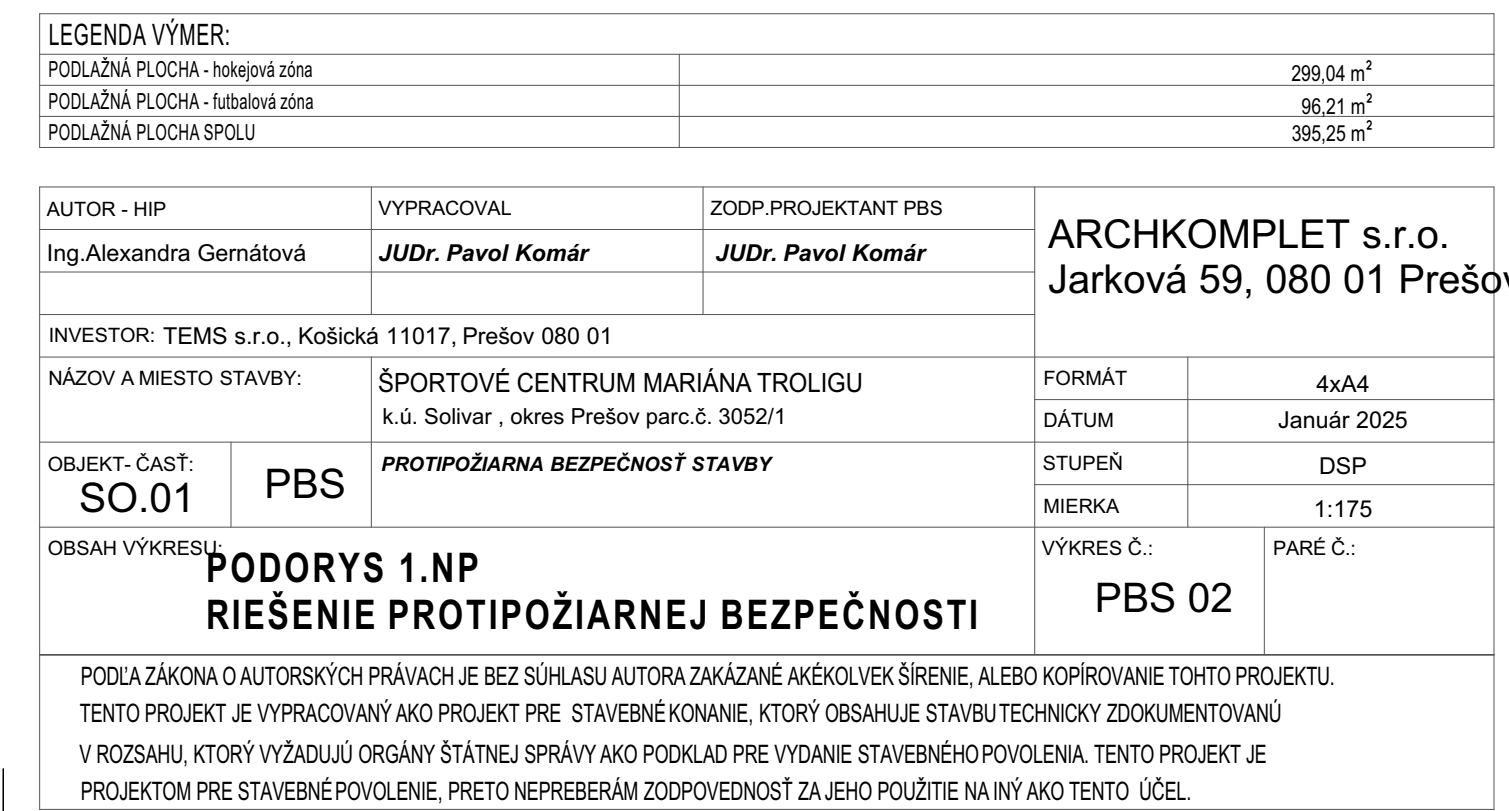 LEGENDA VÝMER:
PODLAŽNÁ PLOCHA - hokejová zóna 299,04 m²
PODLAŽNÁ PLOCHA - futbalová zóna 96,21 m²
PODLAŽNÁ PLOCHA SPOLU 395,25 m²
AUTOR - HIP VYPRACOVAL ZODP.PROJEKTANT PBS
Ing.Alexandra Gernátová JUDr. Pavol Komár JUDr. Pavol Komár
ARCHKOMPLET s.r.o.
Jarková 59, 080 01 Prešov
INVESTOR: TEMS s.r.o., Košická 11017, Prešov 080 01
NÁZOV A MIESTO STAVBY: ŠPORTOVÉ CENTRUM MARIÁNA TROLIGU
k.ú. Solivar , okres Prešov parc.č. 3052/1
FORMÁT 4xA4
DÁTUM Január 2025
OBJEKT- ČASŤ:
SO.01 PBS
PROTIPOŽIARNA BEZPEČNOSŤ STAVBY
STUPEŇ DSP
MIERKA 1:175
OBSAH VÝKRESU:
PODORYS 1.NP
RIEŠENIE PROTIPOŽIARNEJ BEZPEČNOSTI
VÝKRES Č.:
PBS 02
PARÉ Č.:
PODĽA ZÁKONA O AUTORSKÝCH PRÁVACH JE BEZ SÚHLASU AUTORA ZAKÁZANÉ AKÉKOLVEK ŠÍRENIE, ALEBO KOPÍROVANIE TOHTO PROJEKTU.
TENTO PROJEKT JE VYPRACOVANÝ AKO PROJEKT PRE STAVEBNÉ KONANIE, KTORÝ OBSAHUJE STAVBU TECHNICKY ZDOKUMENTOVANÚ
V ROZSAHU, KTORÝ VYŽADUJÚ ORGÁNY ŠTÁTNEJ SPRÁVY AKO PODKLAD PRE VYDANIE STAVEBNÉHO POVOLENIA. TENTO PROJEKT JE
PROJEKTOM PRE STAVEBNÉ POVOLENIE, PRETO NEPREBERÁM ZODPOVEDNOSŤ ZA JEHO POUŽITIE NA INÝ AKO TENTO ÚČEL.